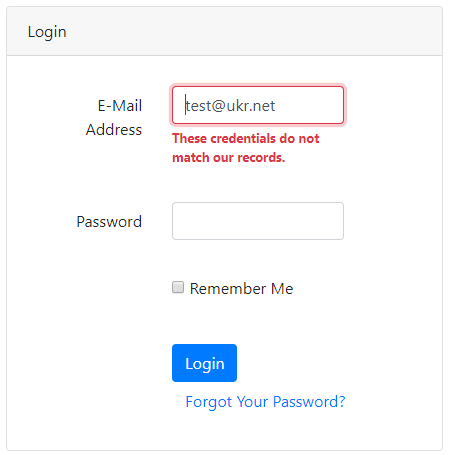 Login
E-Mail
Address
test@ukr.net
These credentials do not
match our records.
Password
Remember Me
Login
Forgot Your Password?